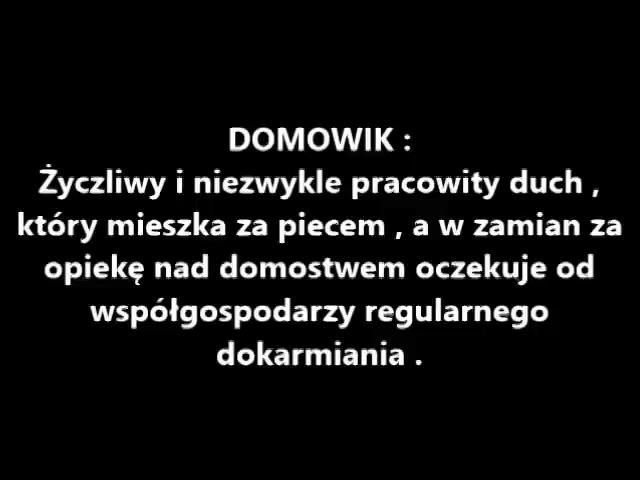 DOMOWIK :
Życzliwy i niezwykle pracowity duch ,
który mieszka za piecem , a w zamian za
opiekę nad domostwem oczekuje od
współgospodarzy regularnego
dokarmiania .